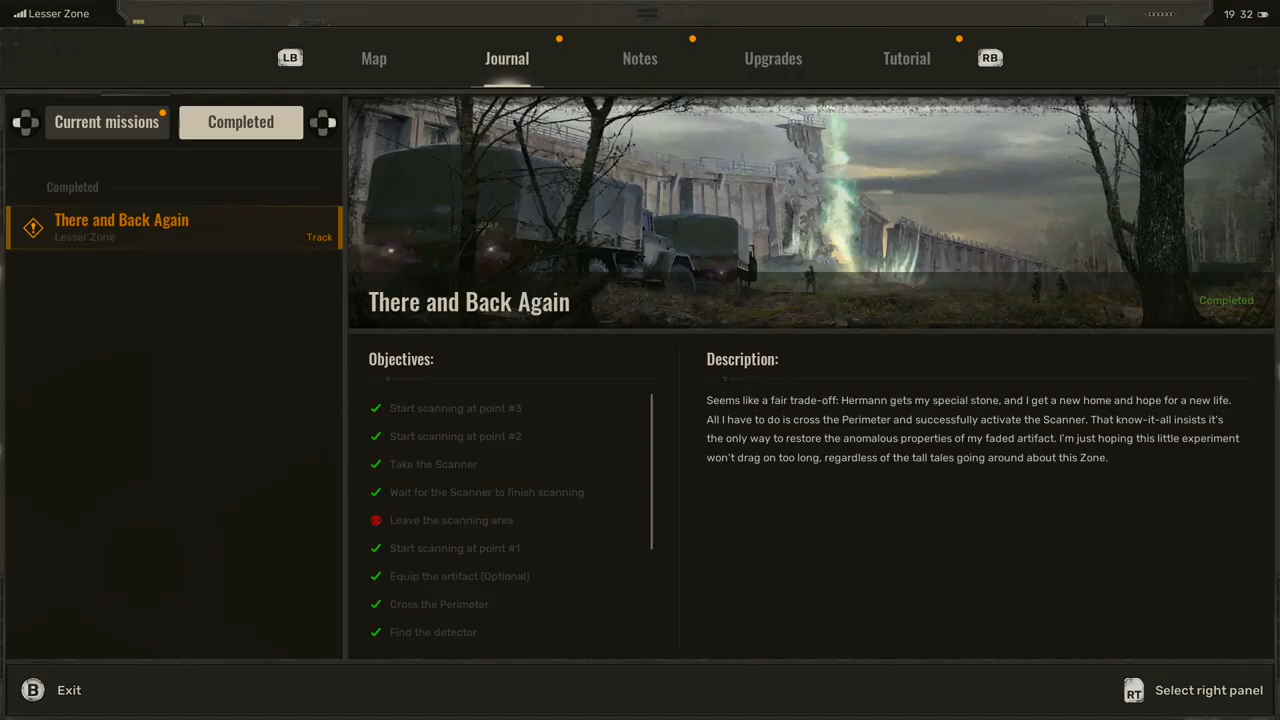 Lesser Zone
19 32
LB
Map
Journal
Notes
Upgrades
Tutorial
RB
Current missions
Completed
Completed
There and Back Again
Lesser Zone
Track
There and Back Again
Completed
Objectives:
Start scanning at point #3
Start scanning at point #2
Take the Scanner
Wait for the Scanner to finish scanning
Leave the scanning area
Start scanning at point #1
Equip the artifact (Optional)
Cross the Perimeter
Find the detector
Description:
Seems like a fair trade-off: Hermann gets my special stone, and I get a new home and hope for a new life.
All I have to do is cross the Perimeter and successfully activate the Scanner. That know-it-all insists it's
the only way to restore the anomalous properties of my faded artifact. I'm just hoping this little experiment
won't drag on too long, regardless of the tall tales going around about this Zone.
B
Exit
RT
Select right panel